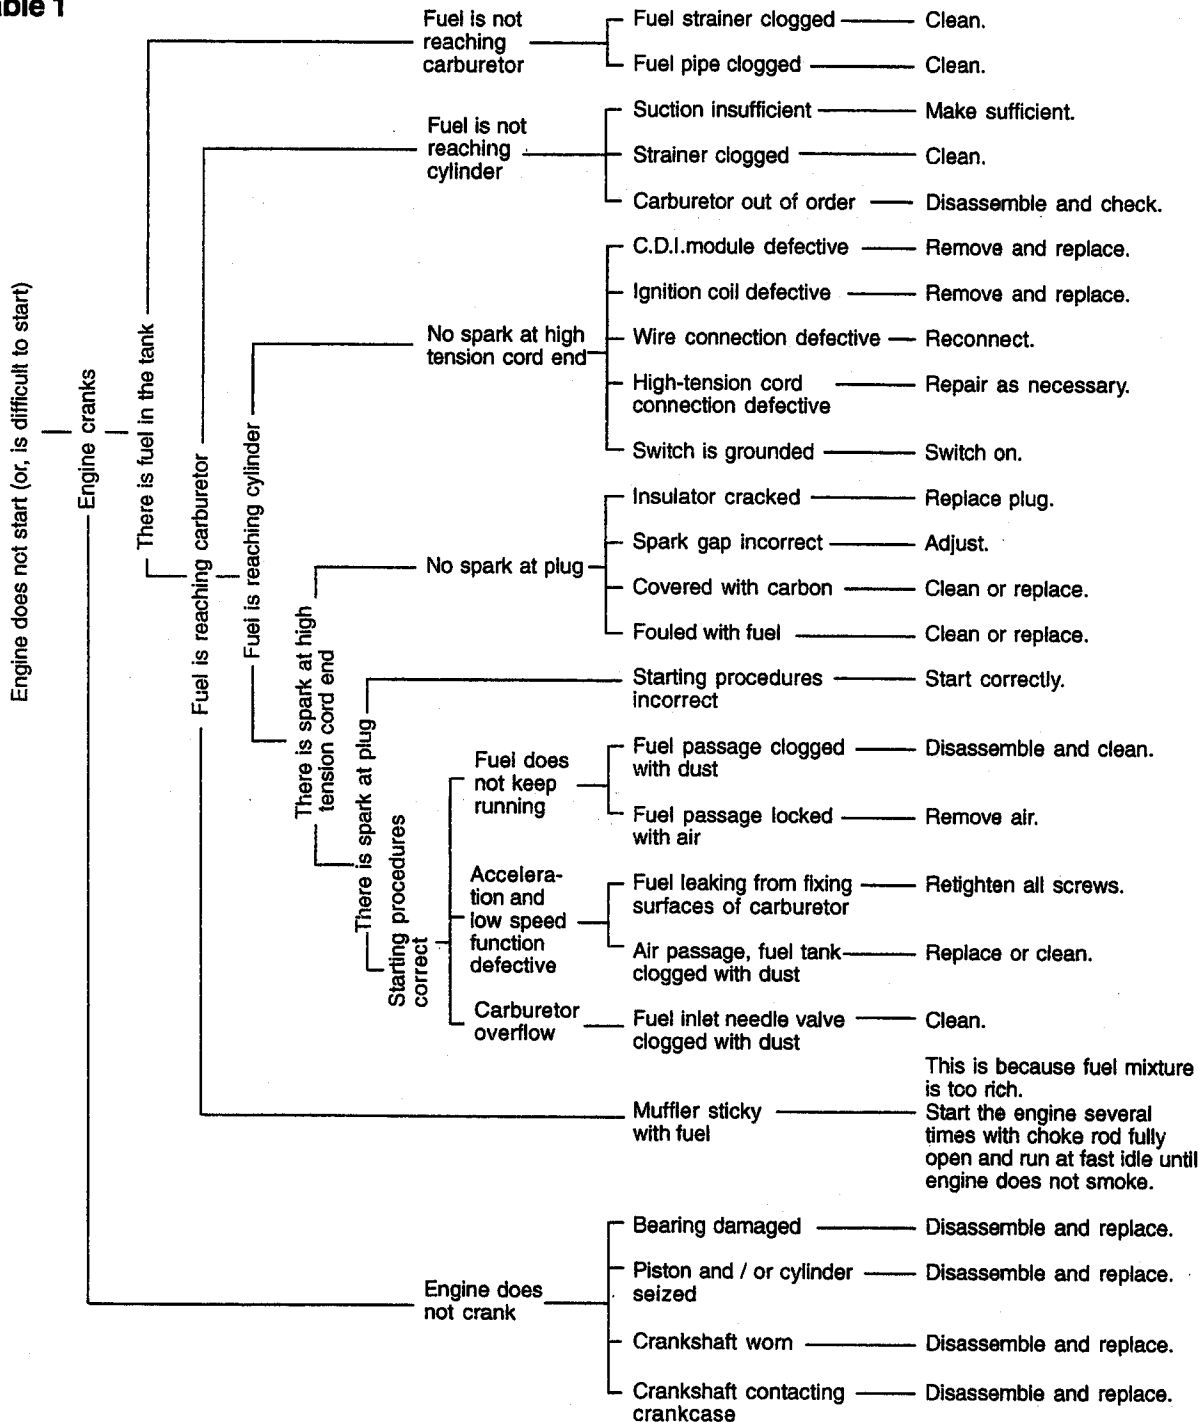 able 1
Engine does not start (or, is difficult to start)
Engine cranks
There is fuel in the tank
Fuel is reaching carburetor
Fuel is reaching cylinder
There is spark at high
tension cord end
There is spark at plug
Starting procedures
correct
Fuel is not
reaching
carburetor
Fuel strainer clogged
Clean.
Fuel pipe clogged
Clean.
Fuel is not
reaching
cylinder
Suction insufficient
Make sufficient.
Strainer clogged
Clean.
Carburetor out of order
Disassemble and check.
No spark at high
tension cord end
C.D.I.module defective
Remove and replace.
Ignition coil defective
Remove and replace.
Wire connection defective
Reconnect.
High-tension cord
connection defective
Repair as necessary.
Switch is grounded
Switch on.
No spark at plug
Insulator cracked
Replace plug.
Spark gap incorrect
Adjust.
Covered with carbon
Clean or replace.
Fouled with fuel
Clean or replace.
Starting procedures
incorrect
Start correctly.
Fuel does
not keep
running
Fuel passage clogged
with dust
Disassemble and clean.
Fuel passage locked
with air
Remove air.
Accelera-
tion and
low speed
function
defective
Fuel leaking from fixing
surfaces of carburetor
Retighten all screws.
Air passage, fuel tank
clogged with dust
Replace or clean.
Carburetor
overflow
Fuel inlet needle valve
clogged with dust
Clean.
Muffler sticky
with fuel
This is because fuel mixture
is too rich.
Start the engine several
times with choke rod fully
open and run at fast idle until
engine does not smoke.
Engine does
not crank
Bearing damaged
Disassemble and replace.
Piston and / or cylinder
seized
Disassemble and replace.
Crankshaft worn
Disassemble and replace.
Crankshaft contacting
crankcase
Disassemble and replace.